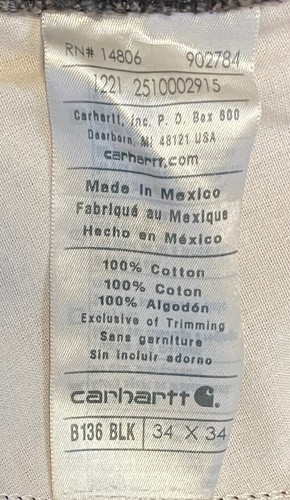 RN# 14806 902784
1221 2510002915
Carhartt, Inc. P. O. Box 600
Dearborn, MI 48121 USA
carhartt.com
Made in Mexico
Fabriqué au Mexique
Hecho en México
100% Cotton
100% Coton
100% Algodón
Exclusive of Trimming
Sans garniture
Sin incluir adorno
carhartt
B136 BLK 34 X 34